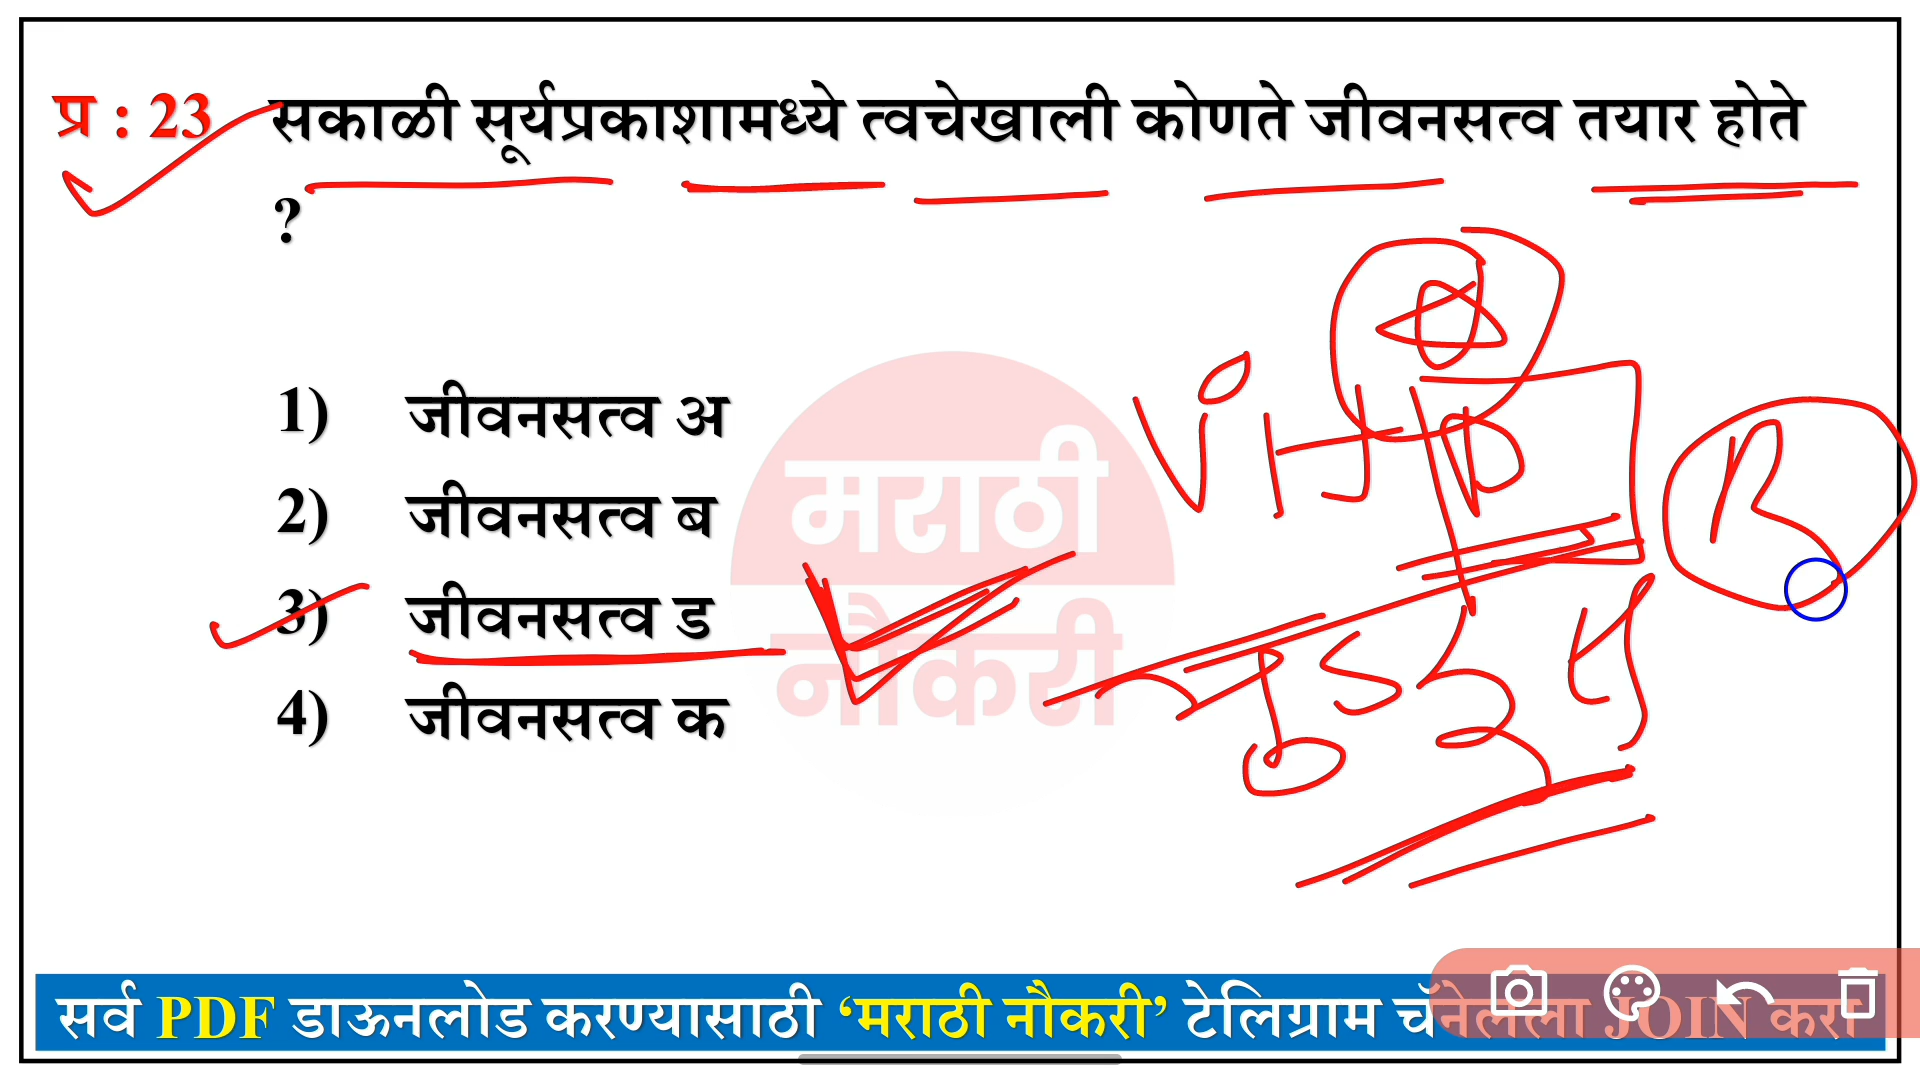 प्र : 23 सकाळी सूर्यप्रकाशामध्ये त्वचेखाली कोणते जीवनसत्व तयार होते
?
1) जीवनसत्व अ
2) जीवनसत्व ब
3) जीवनसत्व ड
4) जीवनसत्व क
मराठी
नौकरी
Vit D
R
सर्व PDF डाऊनलोड करण्यासाठी ‘मराठी नौकरी’ टेलिग्राम चॅनेलला JOIN करा